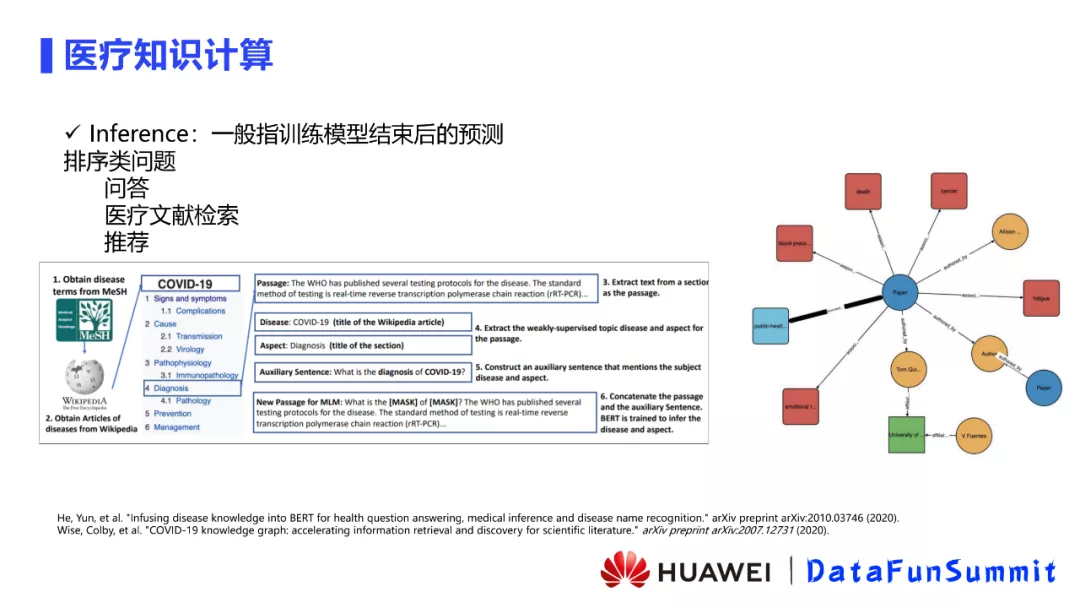 医疗知识计算
✓ Inference：一般指训练模型结束后的预测
排序类问题
问答
医疗文献检索
推荐
1. Obtain disease
terms from MeSH
MeSH
WIKIPEDIA
The Free Encyclopedia
2. Obtain Articles of
diseases from Wikipedia
COVID-19
1 Signs and symptoms
1.1 Complications
2 Cause
2.1 Transmission
2.2 Virology
3 Pathophysiology
3.1 Immunopathology
4 Diagnosis
4.1 Pathology
5 Prevention
6 Management
Passage: The WHO has published several testing protocols for the disease. The standard
method of testing is real-time reverse transcription polymerase chain reaction (rRT-PCR)...
Disease: COVID-19 (title of the Wikipedia article)
Aspect: Diagnosis (title of the section)
Auxiliary Sentence: What is the diagnosis of COVID-19?
New Passage for MLM: What is the [MASK] of [MASK]? The WHO has published several
testing protocols for the disease. The standard method of testing is real-time reverse
transcription polymerase chain reaction (rRT-PCR)...
3. Extract text from a section
as the passage.
4. Extract the weakly-supervised topic disease and aspect for
the passage.
5. Construct an auxiliary sentence that mentions the subject
disease and aspect.
6. Concatenate the passage
and the auxiliary Sentence.
BERT is trained to infer the
disease and aspect.
death
cancer
blood press...
Allison ...
authored_by
Paper
fatigue
public-heal...
authored_by
authored_by
Tom Qui...
Author
authored_by
Paper
emotional r...
University of ...
affiliat...
V Fuentes
He, Yun, et al. "Infusing disease knowledge into BERT for health question answering, medical inference and disease name recognition." arXiv preprint arXiv:2010.03746 (2020).
Wise, Colby, et al. "COVID-19 knowledge graph: accelerating information retrieval and discovery for scientific literature." arXiv preprint arXiv:2007.12731 (2020).
HUAWEI | DataFunSummit